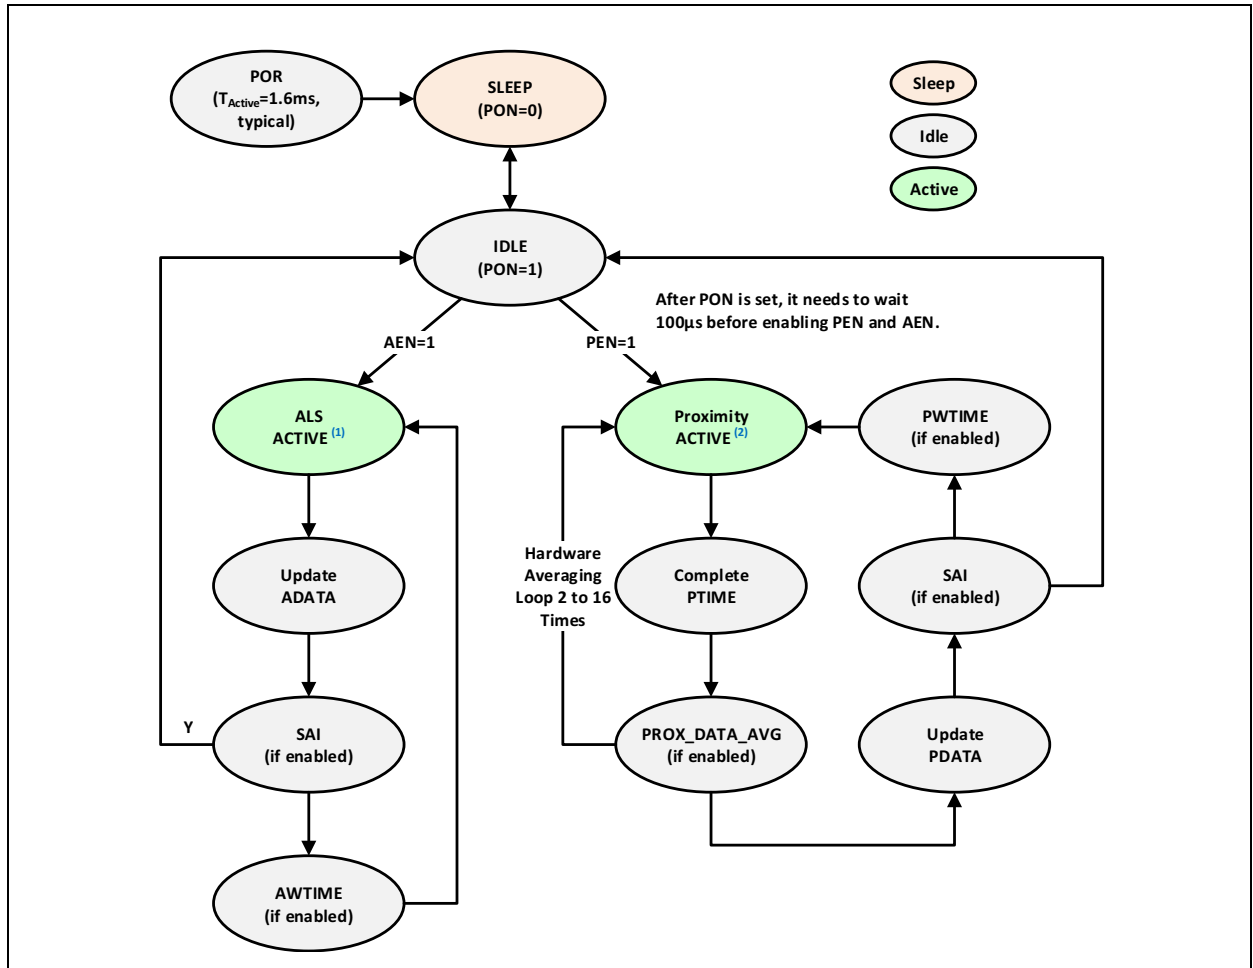 POR
(TActive=1.6ms,
typical)
SLEEP
(PON=0)
Sleep
Idle
Active
IDLE
(PON=1)
After PON is set, it needs to wait
100µs before enabling PEN and AEN.
AEN=1
PEN=1
ALS
ACTIVE (1)
Proximity
ACTIVE (2)
PWTIME
(if enabled)
Hardware
Averaging
Loop 2 to 16
Times
Update
ADATA
Complete
PTIME
SAI
(if enabled)
Y
SAI
(if enabled)
PROX_DATA_AVG
(if enabled)
Update
PDATA
AWTIME
(if enabled)